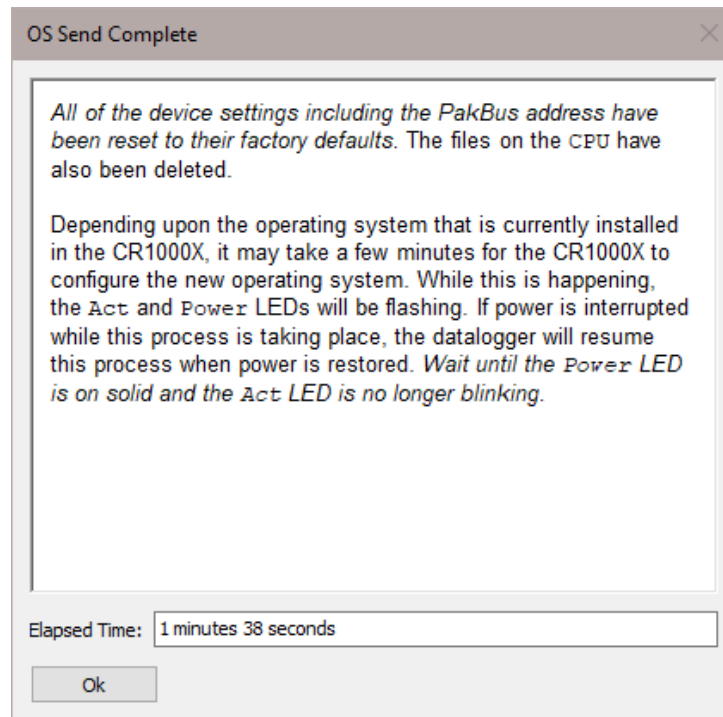 OS Send Complete
All of the device settings including the PakBus address have
been reset to their factory defaults. The files on the CPU have
also been deleted.
Depending upon the operating system that is currently installed
in the CR1000X, it may take a few minutes for the CR1000X to
configure the new operating system. While this is happening,
the Act and Power LEDs will be flashing. If power is interrupted
while this process is taking place, the datalogger will resume
this process when power is restored. Wait until the Power LED
is on solid and the Act LED is no longer blinking.
Elapsed Time: 1 minutes 38 seconds
Ok